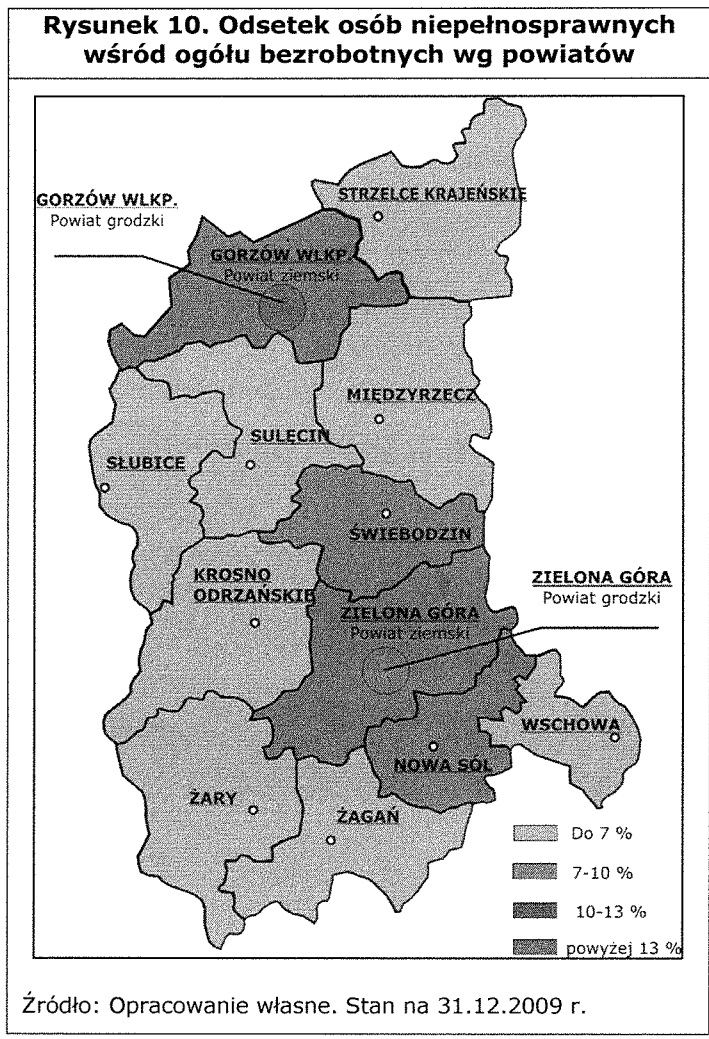 Rysunek 10. Odsetek osób niepełnosprawnych
wśród ogółu bezrobotnych wg powiatów
STRZELCE KRAJEŃSKIE
GORZÓW WLKP.
Powiat grodzki
GORZÓW WLKP.
Powiat ziemski
MIĘDZYRZECZ
SULĘCIN
SŁUBICE
ŚWIEBODZIN
KROSNO
ODRZAŃSKIE
ZIELONA GÓRA
Powiat grodzki
ZIELONA GÓRA
Powiat ziemski
WSCHOWA
NOWA SÓL
ŻARY
ŻAGAŃ
Do 7 %
7-10 %
10-13 %
powyżej 13 %
Źródło: Opracowanie własne. Stan na 31.12.2009 r.